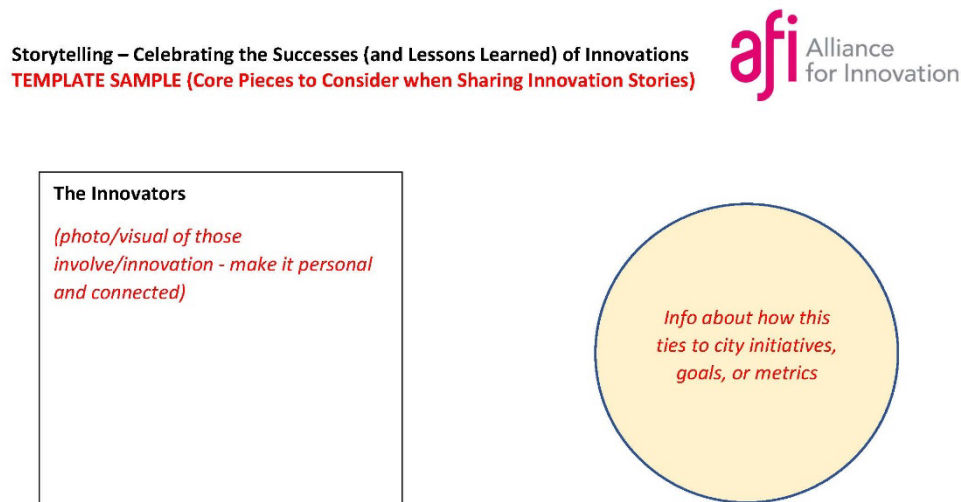 Storytelling – Celebrating the Successes (and Lessons Learned) of Innovations
TEMPLATE SAMPLE (Core Pieces to Consider when Sharing Innovation Stories)
afi Alliance
for Innovation
The Innovators
(photo/visual of those
involve/innovation - make it personal
and connected)
Info about how this
ties to city initiatives,
goals, or metrics